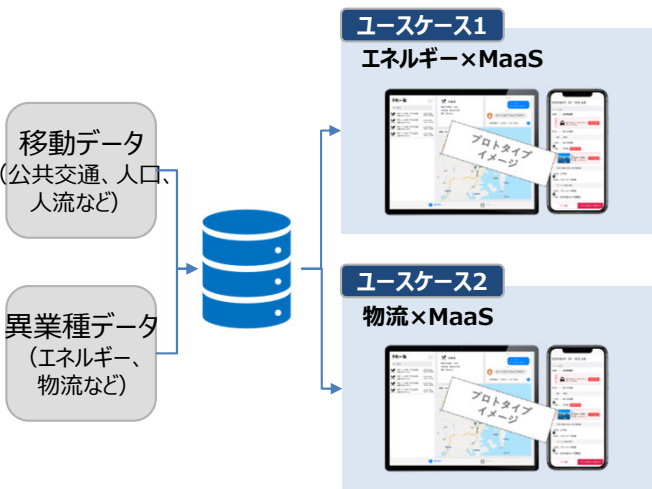 移動データ
（公共交通、人口、
人流など）
異業種データ
（エネルギー、
物流など）
ユースケース1
エネルギー×MaaS
プロトタイプ
イメージ
ユースケース2
物流×MaaS
プロトタイプ
イメージ